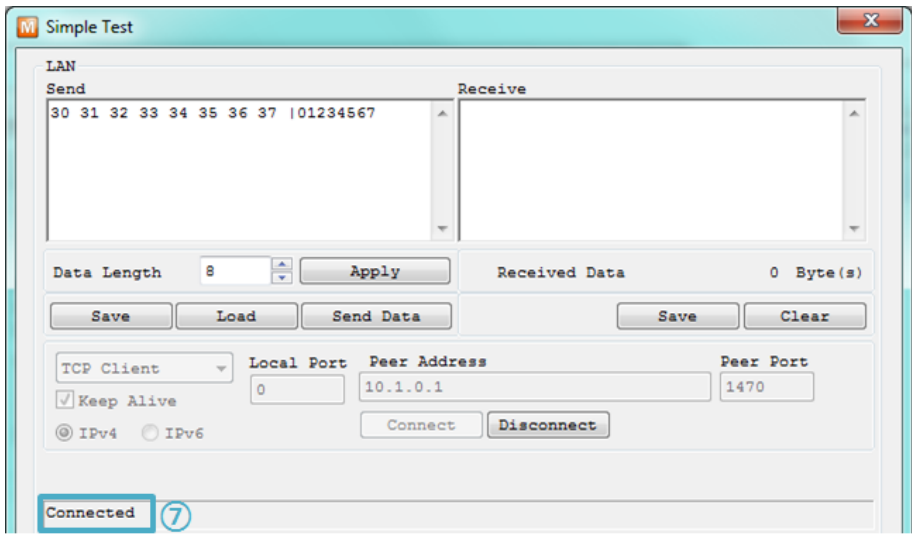 M Simple Test X
LAN
Send Receive
30 31 32 33 34 35 36 37 |01234567
Data Length 8 Apply Received Data 0 Byte(s)
Save Load Send Data Save Clear
TCP Client Local Port Peer Address Peer Port
0 10.1.0.1 1470
Keep Alive
Connect Disconnect
IPv4 IPv6
Connected ⑦